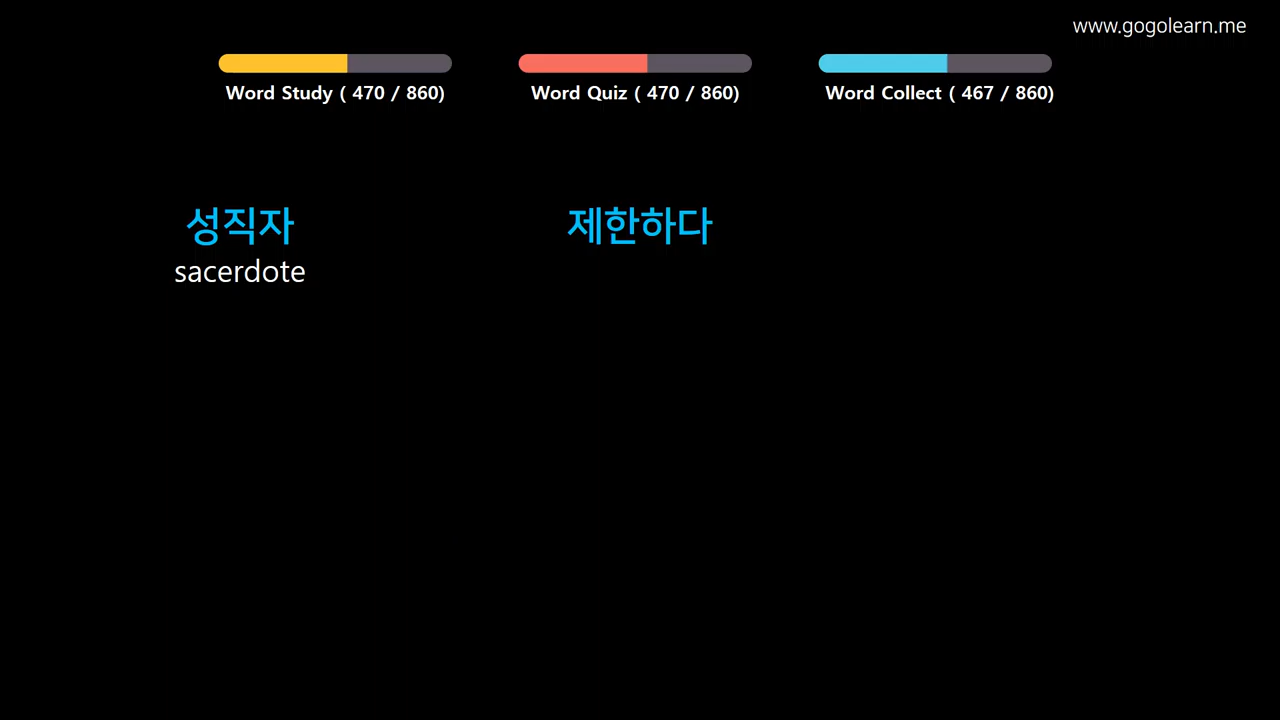 www.gogolearn.me
Word Study ( 470 / 860)
Word Quiz ( 470 / 860)
Word Collect ( 467 / 860)
성직자
sacerdote
제한하다